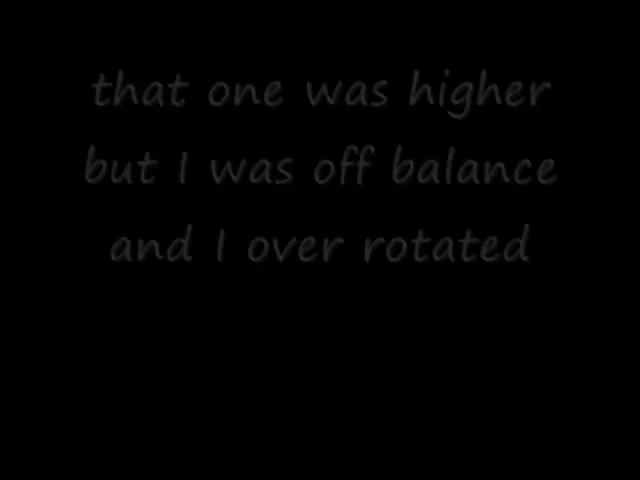 that one was higher
but I was off balance
and I over rotated